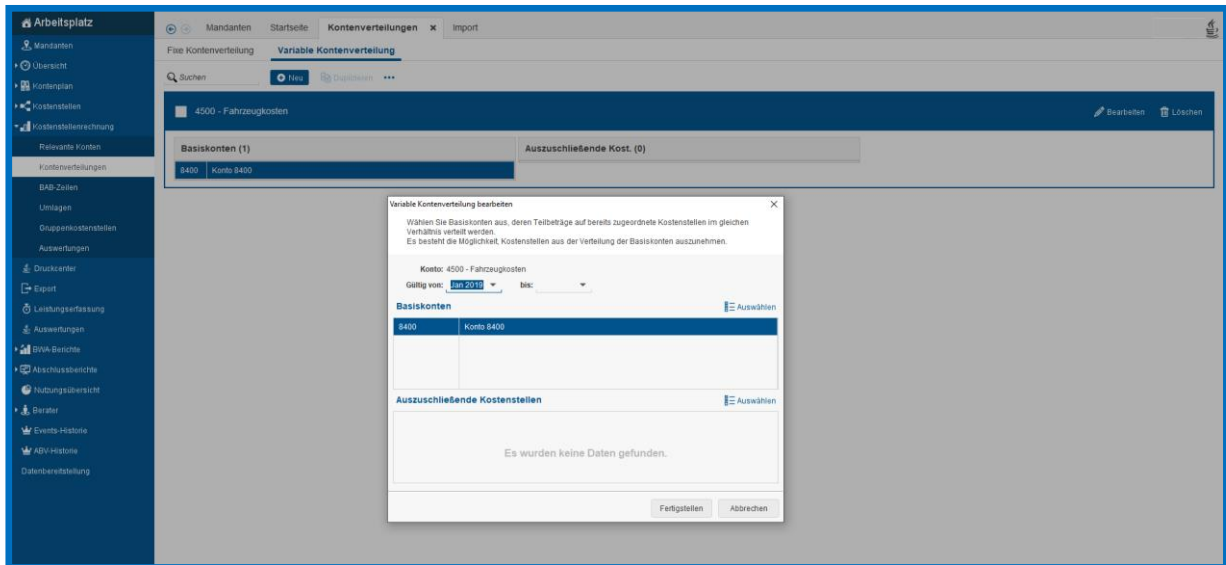 Arbeitsplatz
Mandanten
Startseite
Kontenverteilungen x
Import
Mandanten
Übersicht
Kontenplan
Kostenstellen
Kostenstellenrechnung
Relevante Konten
Kontenverteilungen
BAB-Zeilen
Umlagen
Gruppenkostenstellen
Auswertungen
Druckcenter
Export
Leistungserfassung
Auswertungen
BWA-Berichte
Abschlussberichte
Nutzungsübersicht
Berater
Events-Historie
ABV-Historie
Datenbereitstellung
Fixe Kontenverteilung
Variable Kontenverteilung
Suchen
Neu
Duplizieren
4500 - Fahrzeugkosten
Bearbeiten
Löschen
Basiskonten (1)
Auszuschließende Kost. (0)
8400 Konto 8400
Variable Kontenverteilung bearbeiten
Wählen Sie Basiskonten aus, deren Teilbeträge auf bereits zugeordnete Kostenstellen im gleichen
Verhältnis verteilt werden.
Es besteht die Möglichkeit, Kostenstellen aus der Verteilung der Basiskonten auszunehmen.
Konto: 4500 - Fahrzeugkosten
Gültig von: Jan 2019 bis:
Basiskonten
Auswählen
8400 Konto 8400
Auszuschließende Kostenstellen
Auswählen
Es wurden keine Daten gefunden.
Fertigstellen
Abbrechen